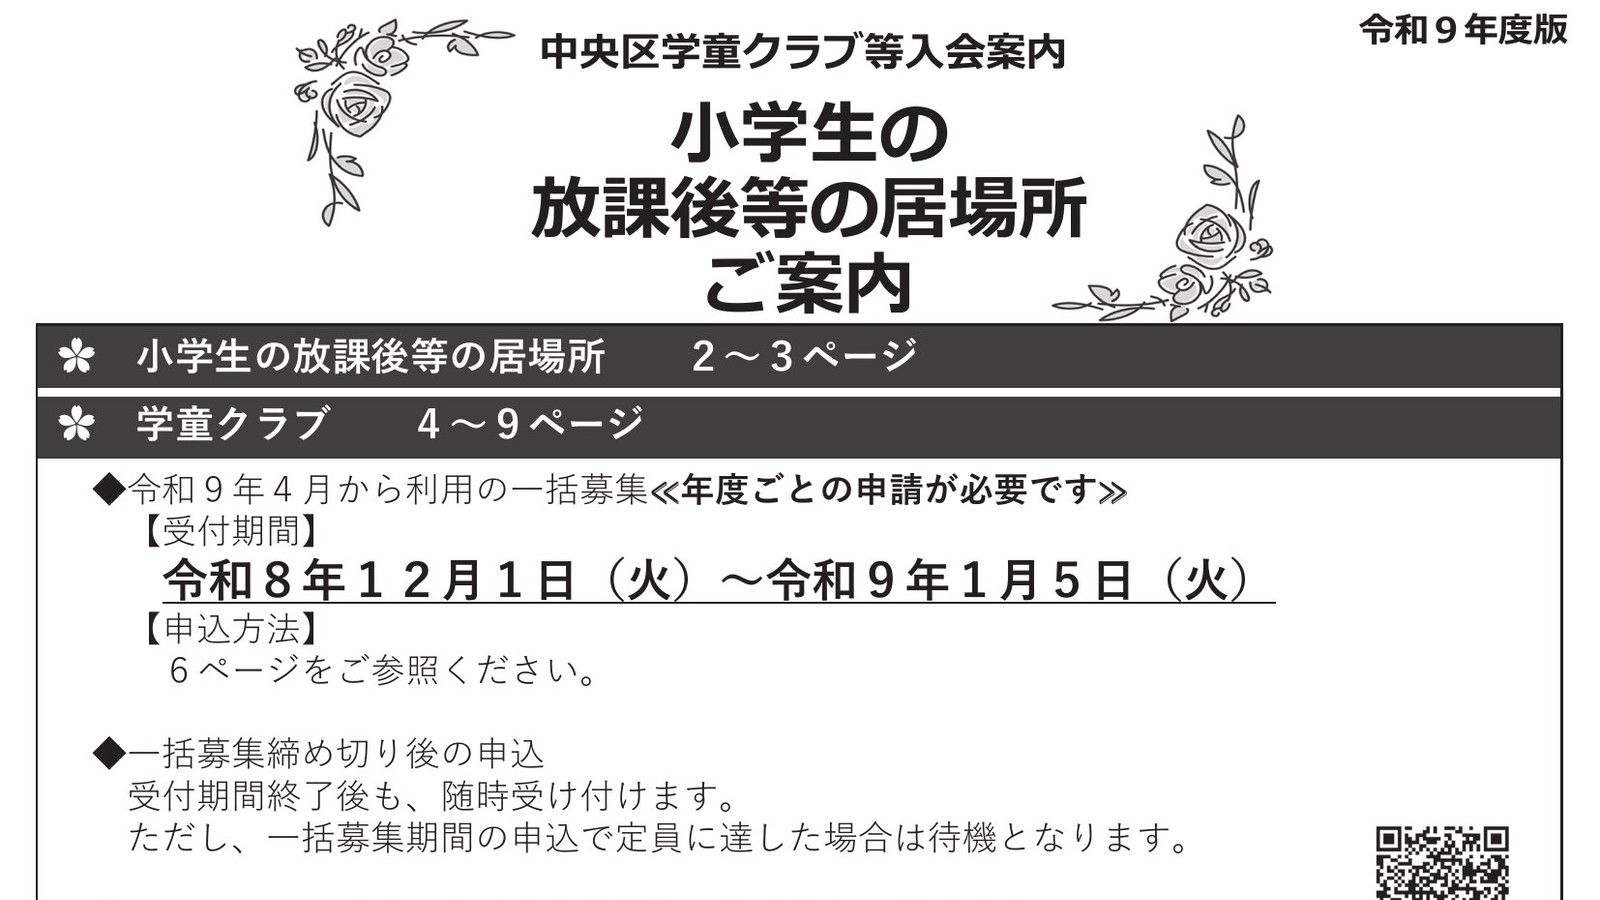 令和９年度版
中央区学童クラブ等入会案内
小学生の
放課後等の居場所
ご案内
小学生の放課後等の居場所　　２～３ページ
学童クラブ　　４～９ページ
◆令和９年４月から利用の一括募集≪年度ごとの申請が必要です≫
【受付期間】
令和８年１２月１日（火）～令和９年１月５日（火）
【申込方法】
６ページをご参照ください。
◆一括募集締め切り後の申込
受付期間終了後も、随時受け付けます。
ただし、一括募集期間の申込で定員に達した場合は待機となります。